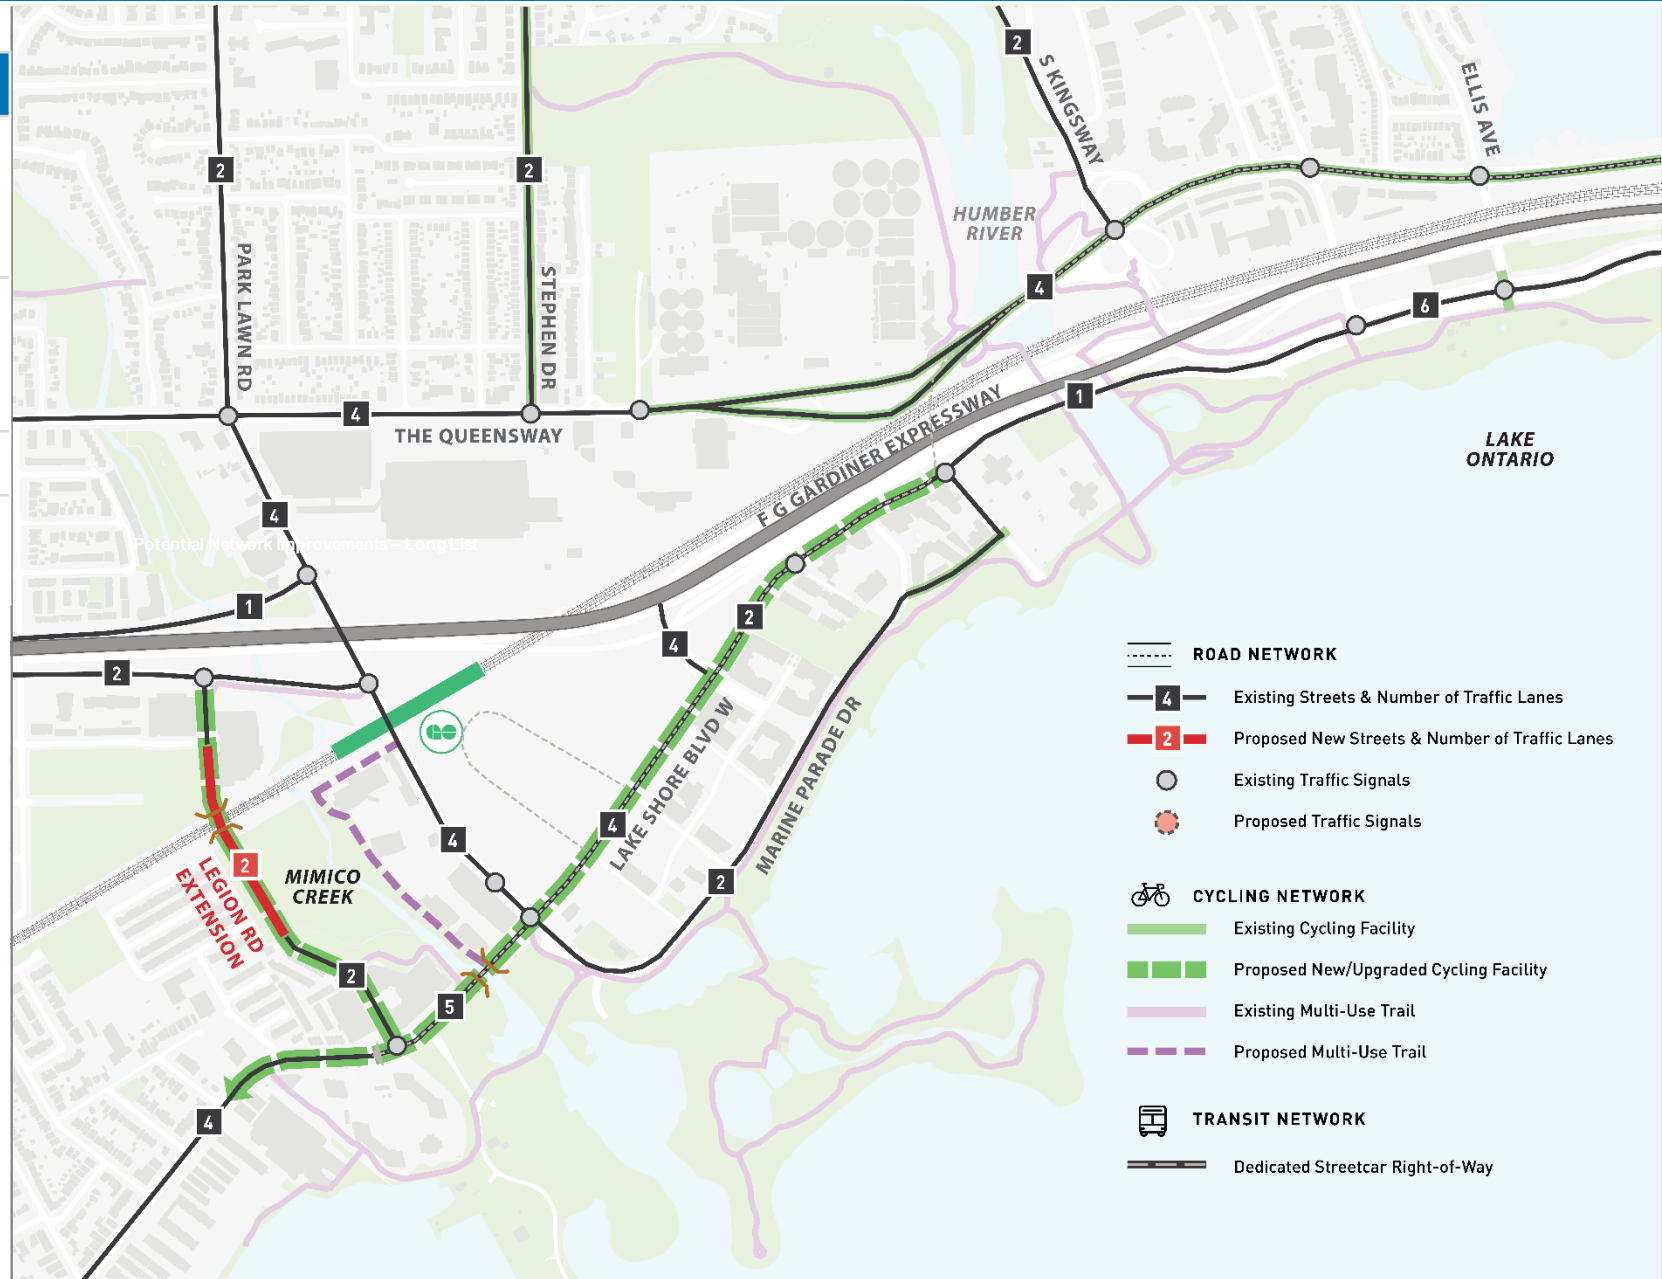 2
S KINGSWAY
ELLIS AVE
2
2
HUMBER
RIVER
PARK LAWN RD
STEPHEN DR
4
6
4
THE QUEENSWAY
1
F G GARDINER EXPRESSWAY
LAKE
ONTARIO
4
Potential Network Improvements – Long List
1
2
4
2
LAKE SHORE BLVD W
MARINE PARADE DR
4
4
2
2
LEGION RD
EXTENSION
MIMICO
CREEK
2
5
4
ROAD NETWORK
4 Existing Streets & Number of Traffic Lanes
2 Proposed New Streets & Number of Traffic Lanes
Existing Traffic Signals
Proposed Traffic Signals
CYCLING NETWORK
Existing Cycling Facility
Proposed New/Upgraded Cycling Facility
Existing Multi-Use Trail
Proposed Multi-Use Trail
TRANSIT NETWORK
Dedicated Streetcar Right-of-Way